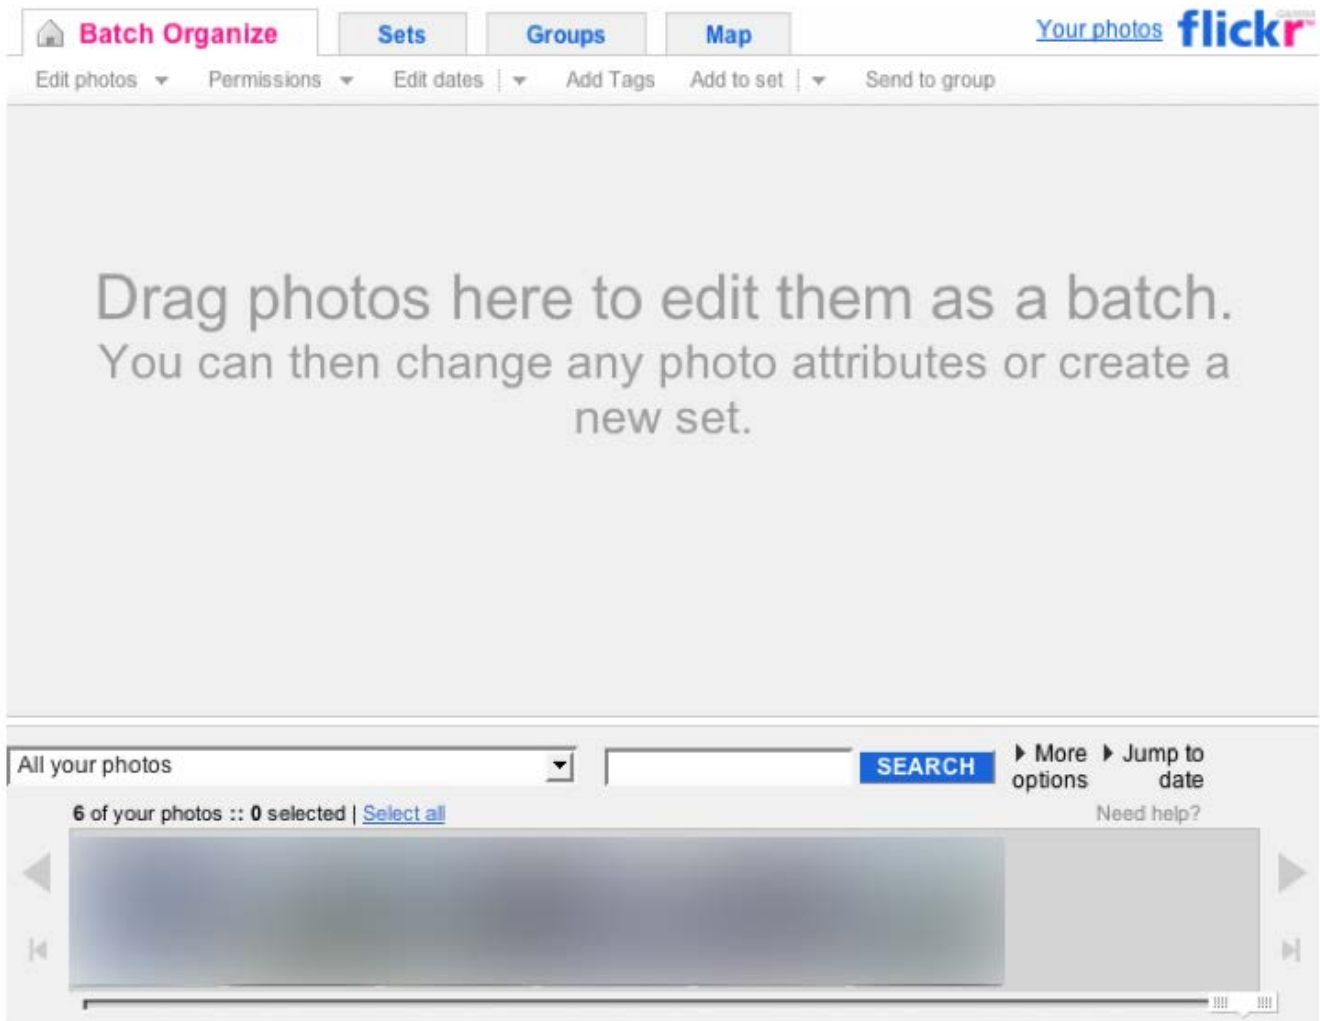 Batch Organize Sets Groups Map Your photos flickr GAMMA
Edit photos Permissions Edit dates Add Tags Add to set Send to group
Drag photos here to edit them as a batch.
You can then change any photo attributes or create a
new set.
All your photos SEARCH More options Jump to date
6 of your photos :: 0 selected | Select all Need help?